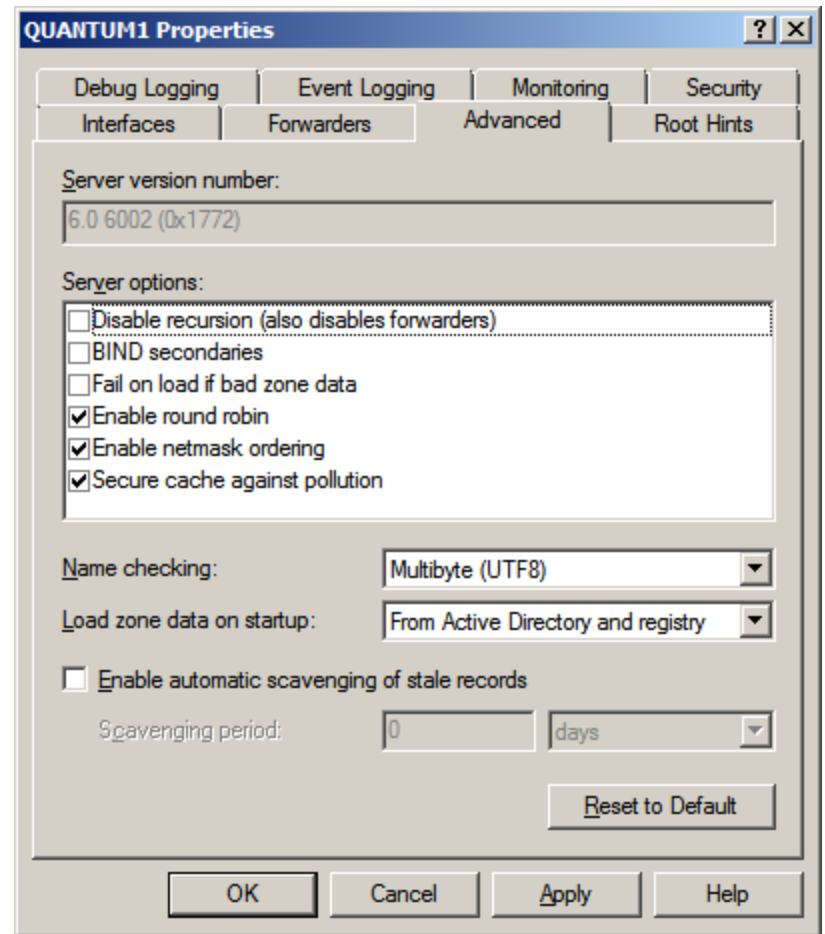 QUANTUM1 Properties
Debug Logging Event Logging Monitoring Security
Interfaces Forwarders Advanced Root Hints
Server version number:
6.0 6002 (0x1772)
Server options:
Disable recursion (also disables forwarders)
BIND secondaries
Fail on load if bad zone data
Enable round robin
Enable netmask ordering
Secure cache against pollution
Name checking: Multibyte (UTF8)
Load zone data on startup: From Active Directory and registry
Enable automatic scavenging of stale records
Scavenging period: 0 days
Reset to Default
OK Cancel Apply Help